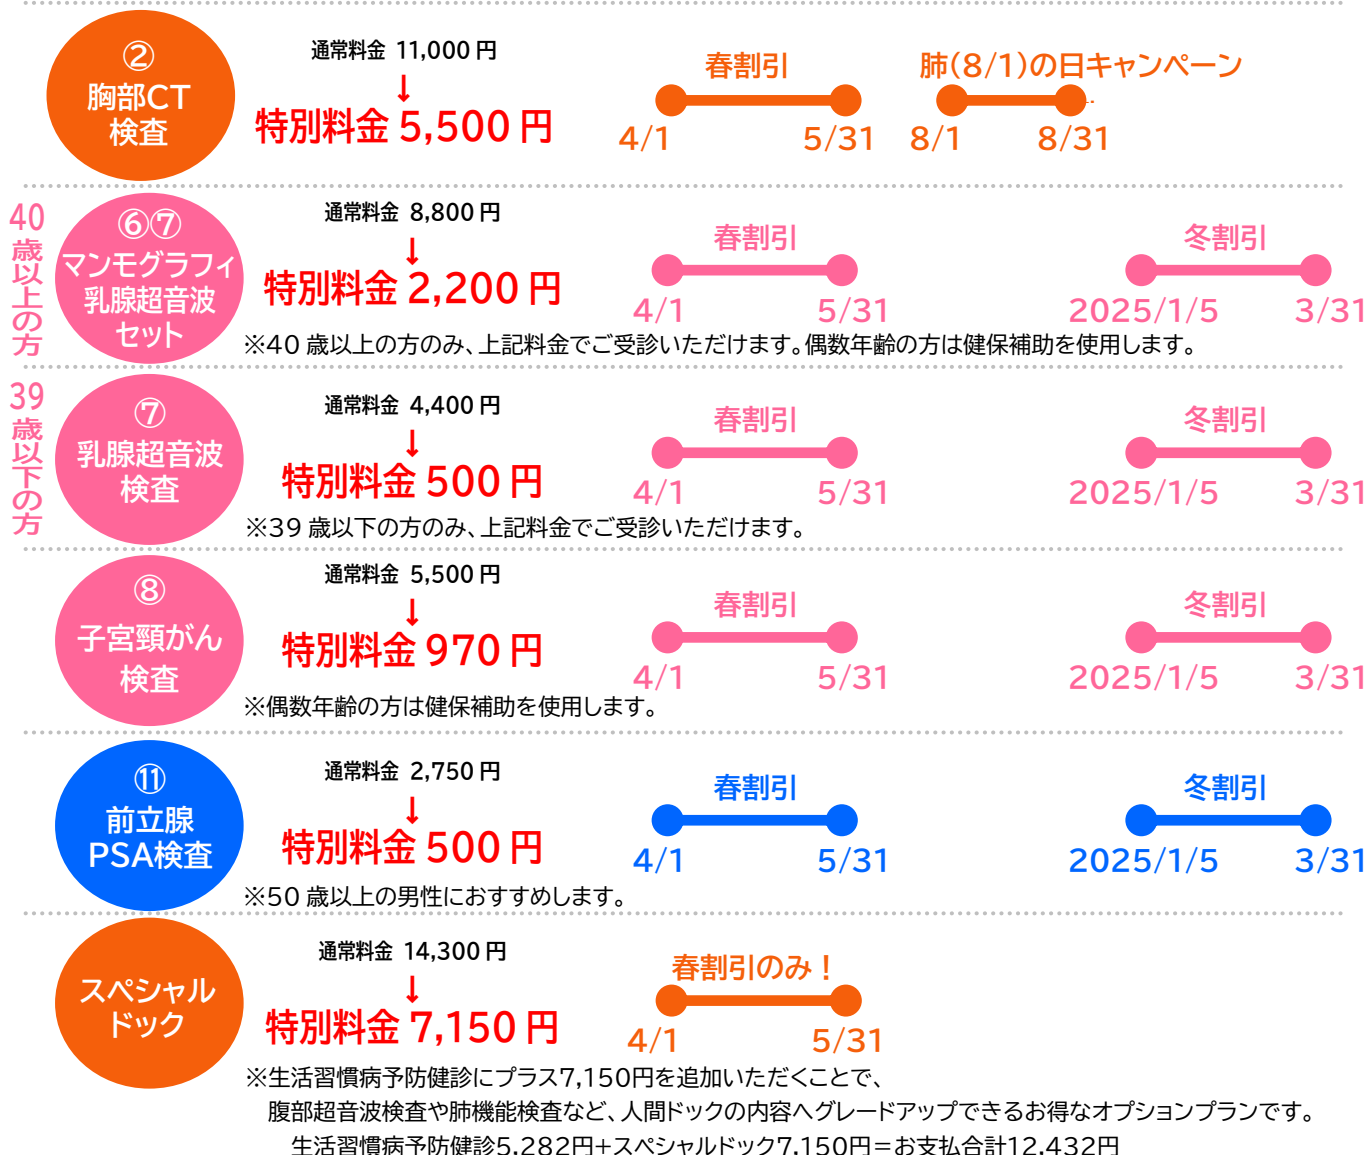 ②
胸部CT
検査
通常料金 11,000 円
↓
特別料金 5,500 円
春割引
4/1 5/31
肺(8/1)の日キャンペーン
8/1 8/31
40歳以上の方
⑥⑦
マンモグラフィ
乳腺超音波
セット
通常料金 8,800 円
↓
特別料金 2,200 円
春割引
4/1 5/31
冬割引
2025/1/5 3/31
※40 歳以上の方のみ、上記料金でご受診いただけます。偶数年齢の方は健保補助を使用します。
39歳以下の方
⑦
乳腺超音波
検査
通常料金 4,400 円
↓
特別料金 500 円
春割引
4/1 5/31
冬割引
2025/1/5 3/31
※39 歳以下の方のみ、上記料金でご受診いただけます。
⑧
子宮頸がん
検査
通常料金 5,500 円
↓
特別料金 970 円
春割引
4/1 5/31
冬割引
2025/1/5 3/31
※偶数年齢の方は健保補助を使用します。
⑪
前立腺
PSA検査
通常料金 2,750 円
↓
特別料金 500 円
春割引
4/1 5/31
冬割引
2025/1/5 3/31
※50 歳以上の男性におすすめします。
スペシャル
ドック
通常料金 14,300 円
↓
特別料金 7,150 円
春割引のみ!
4/1 5/31
※生活習慣病予防健診にプラス7,150円を追加いただくことで、
腹部超音波検査や肺機能検査など、人間ドックの内容へグレードアップできるお得なオプションプランです。
生活習慣病予防健診5,282円+スペシャルドック7,150円=お支払合計12,432円